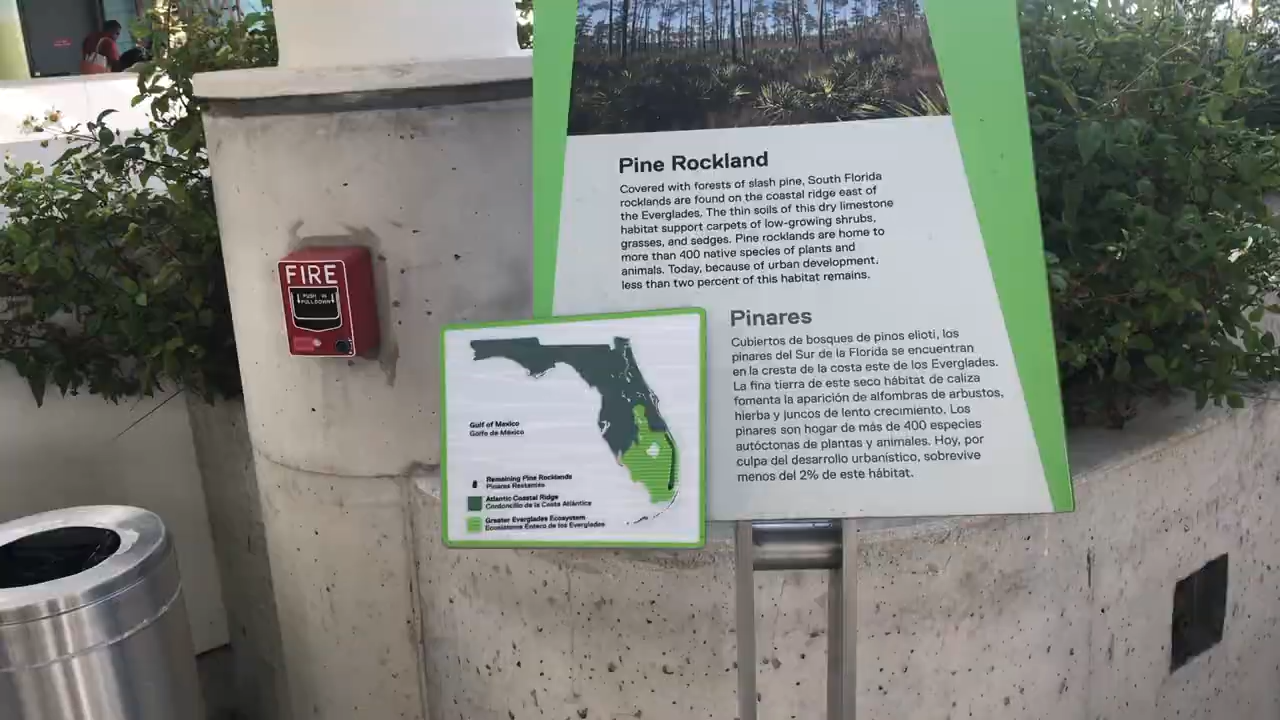 Pine Rockland
Covered with forests of slash pine, South Florida
rocklands are found on the coastal ridge east of
the Everglades. The thin soils of this dry limestone
habitat support carpets of low-growing shrubs,
grasses, and sedges. Pine rocklands are home to
more than 400 native species of plants and
animals. Today, because of urban development,
less than two percent of this habitat remains.
FIRE
PUSH IN
PULL DOWN
Pinares
Cubiertos de bosques de pinos elioti, los
pinares del Sur de la Florida se encuentran
en la cresta de la costa este de los Everglades.
La fina tierra de este seco hábitat de caliza
fomenta la aparición de alfombras de arbustos,
hierba y juncos de lento crecimiento. Los
pinares son hogar de más de 400 especies
autóctonas de plantas y animales. Hoy, por
culpa del desarrollo urbanístico, sobrevive
menos del 2% de este hábitat.
Gulf of Mexico
Golfo de México
Remaining Pine Rocklands
Pinares Restantes
Atlantic Coastal Ridge
Cordoncillo de la Costa Atlántica
Greater Everglades Ecosystem
Ecosistema Entero de los Everglades